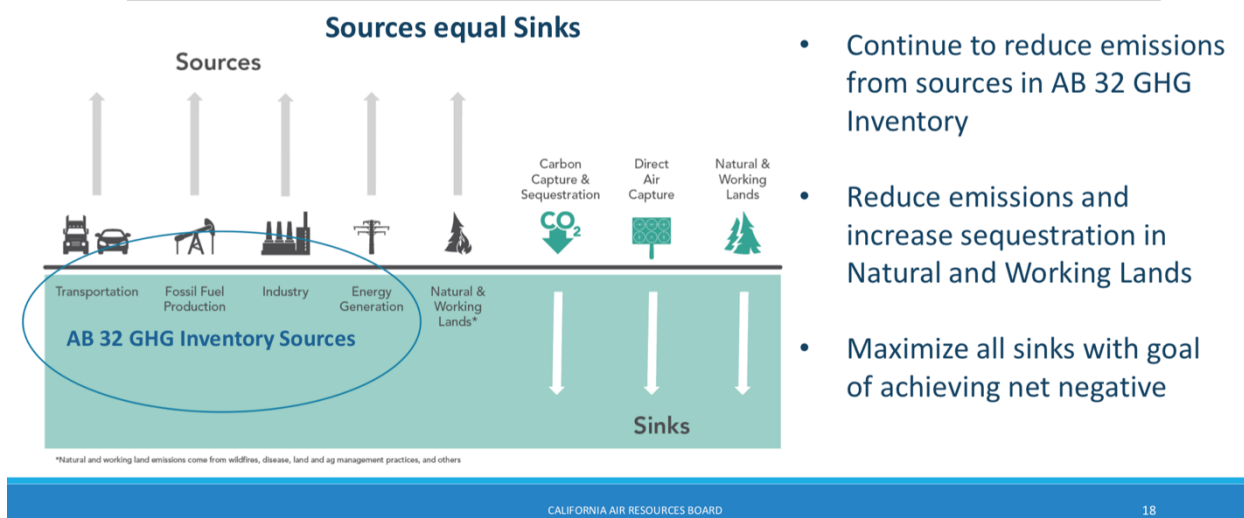 Sources equal Sinks
Sources
Carbon
Capture &
Sequestration
Direct
Air
Capture
Natural &
Working
Lands
CO2
Transportation
Fossil Fuel
Production
Industry
Energy
Generation
Natural &
Working
Lands*
AB 32 GHG Inventory Sources
Sinks
*Natural and working land emissions come from wildfires, disease, land and ag management practices, and others
• Continue to reduce emissions
from sources in AB 32 GHG
Inventory
• Reduce emissions and
increase sequestration in
Natural and Working Lands
• Maximize all sinks with goal
of achieving net negative
CALIFORNIA AIR RESOURCES BOARD
18